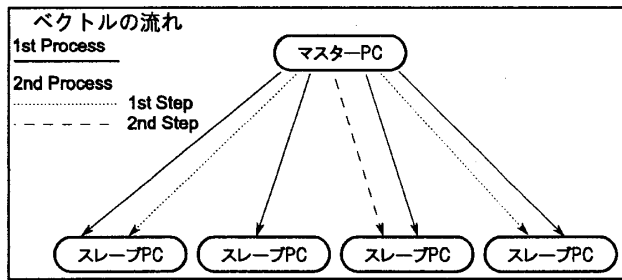 ベクトルの流れ
1st Process
2nd Process
1st Step
2nd Step
マスターPC
スレーブPC
スレーブPC
スレーブPC
スレーブPC